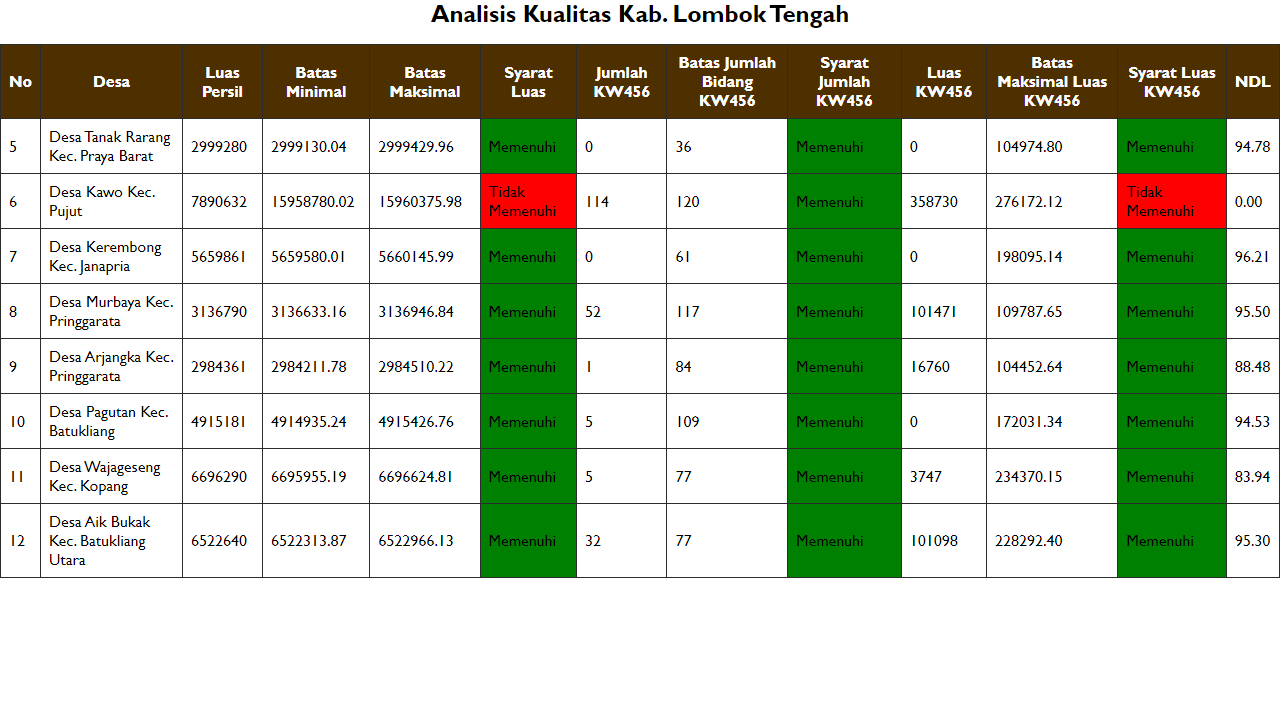 Analisis Kualitas Kab. Lombok Tengah
No Desa Luas Persil Batas Minimal Batas Maksimal Syarat Luas Jumlah KW456 Batas Jumlah Bidang KW456 Syarat Jumlah KW456 Luas KW456 Batas Maksimal Luas KW456 Syarat Luas KW456 NDL
5 Desa Tanak Rarang Kec. Praya Barat 2999280 2999130.04 2999429.96 Memenuhi 0 36 Memenuhi 0 104974.80 Memenuhi 94.78
6 Desa Kawo Kec. Pujut 7890632 15958780.02 15960375.98 Tidak Memenuhi 114 120 Memenuhi 358730 276172.12 Tidak Memenuhi 0.00
7 Desa Kerembong Kec. Janapria 5659861 5659580.01 5660145.99 Memenuhi 0 61 Memenuhi 0 198095.14 Memenuhi 96.21
8 Desa Murbaya Kec. Pringgarata 3136790 3136633.16 3136946.84 Memenuhi 52 117 Memenuhi 101471 109787.65 Memenuhi 95.50
9 Desa Arjangka Kec. Pringgarata 2984361 2984211.78 2984510.22 Memenuhi 1 84 Memenuhi 16760 104452.64 Memenuhi 88.48
10 Desa Pagutan Kec. Batukliang 4915181 4914935.24 4915426.76 Memenuhi 5 109 Memenuhi 0 172031.34 Memenuhi 94.53
11 Desa Wajageseng Kec. Kopang 6696290 6695955.19 6696624.81 Memenuhi 5 77 Memenuhi 3747 234370.15 Memenuhi 83.94
12 Desa Aik Bukak Kec. Batukliang Utara 6522640 6522313.87 6522966.13 Memenuhi 32 77 Memenuhi 101098 228292.40 Memenuhi 95.30